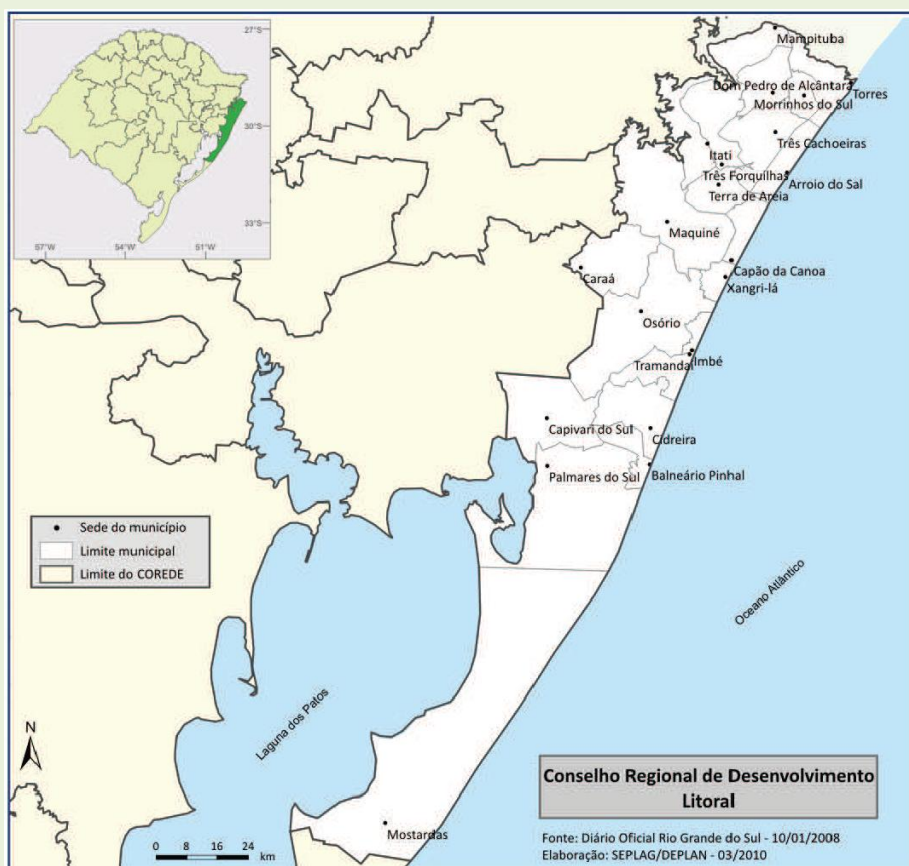 27°S
30°S
33°S
57°W
54°W
51°W
Mampituba
Dom Pedro de Alcântara
Morrinhos do Sul
Torres
Três Cachoeiras
Itati
Três Forquilhas
Arroio do Sal
Terra de Areia
Maquiné
Capão da Canoa
Xangri-lá
Caraá
Osório
Imbé
Tramandaí
Capivari do Sul
Cidreira
Palmares do Sul
Balneário Pinhal
Sede do município
Limite municipal
Limite do COREDE
Oceano Atlântico
Laguna dos Patos
N
Mostardas
0 8 16 24
km
Conselho Regional de Desenvolvimento
Litoral
Fonte: Diário Oficial Rio Grande do Sul - 10/01/2008
Elaboração: SEPLAG/DEPLAN - 03/2010